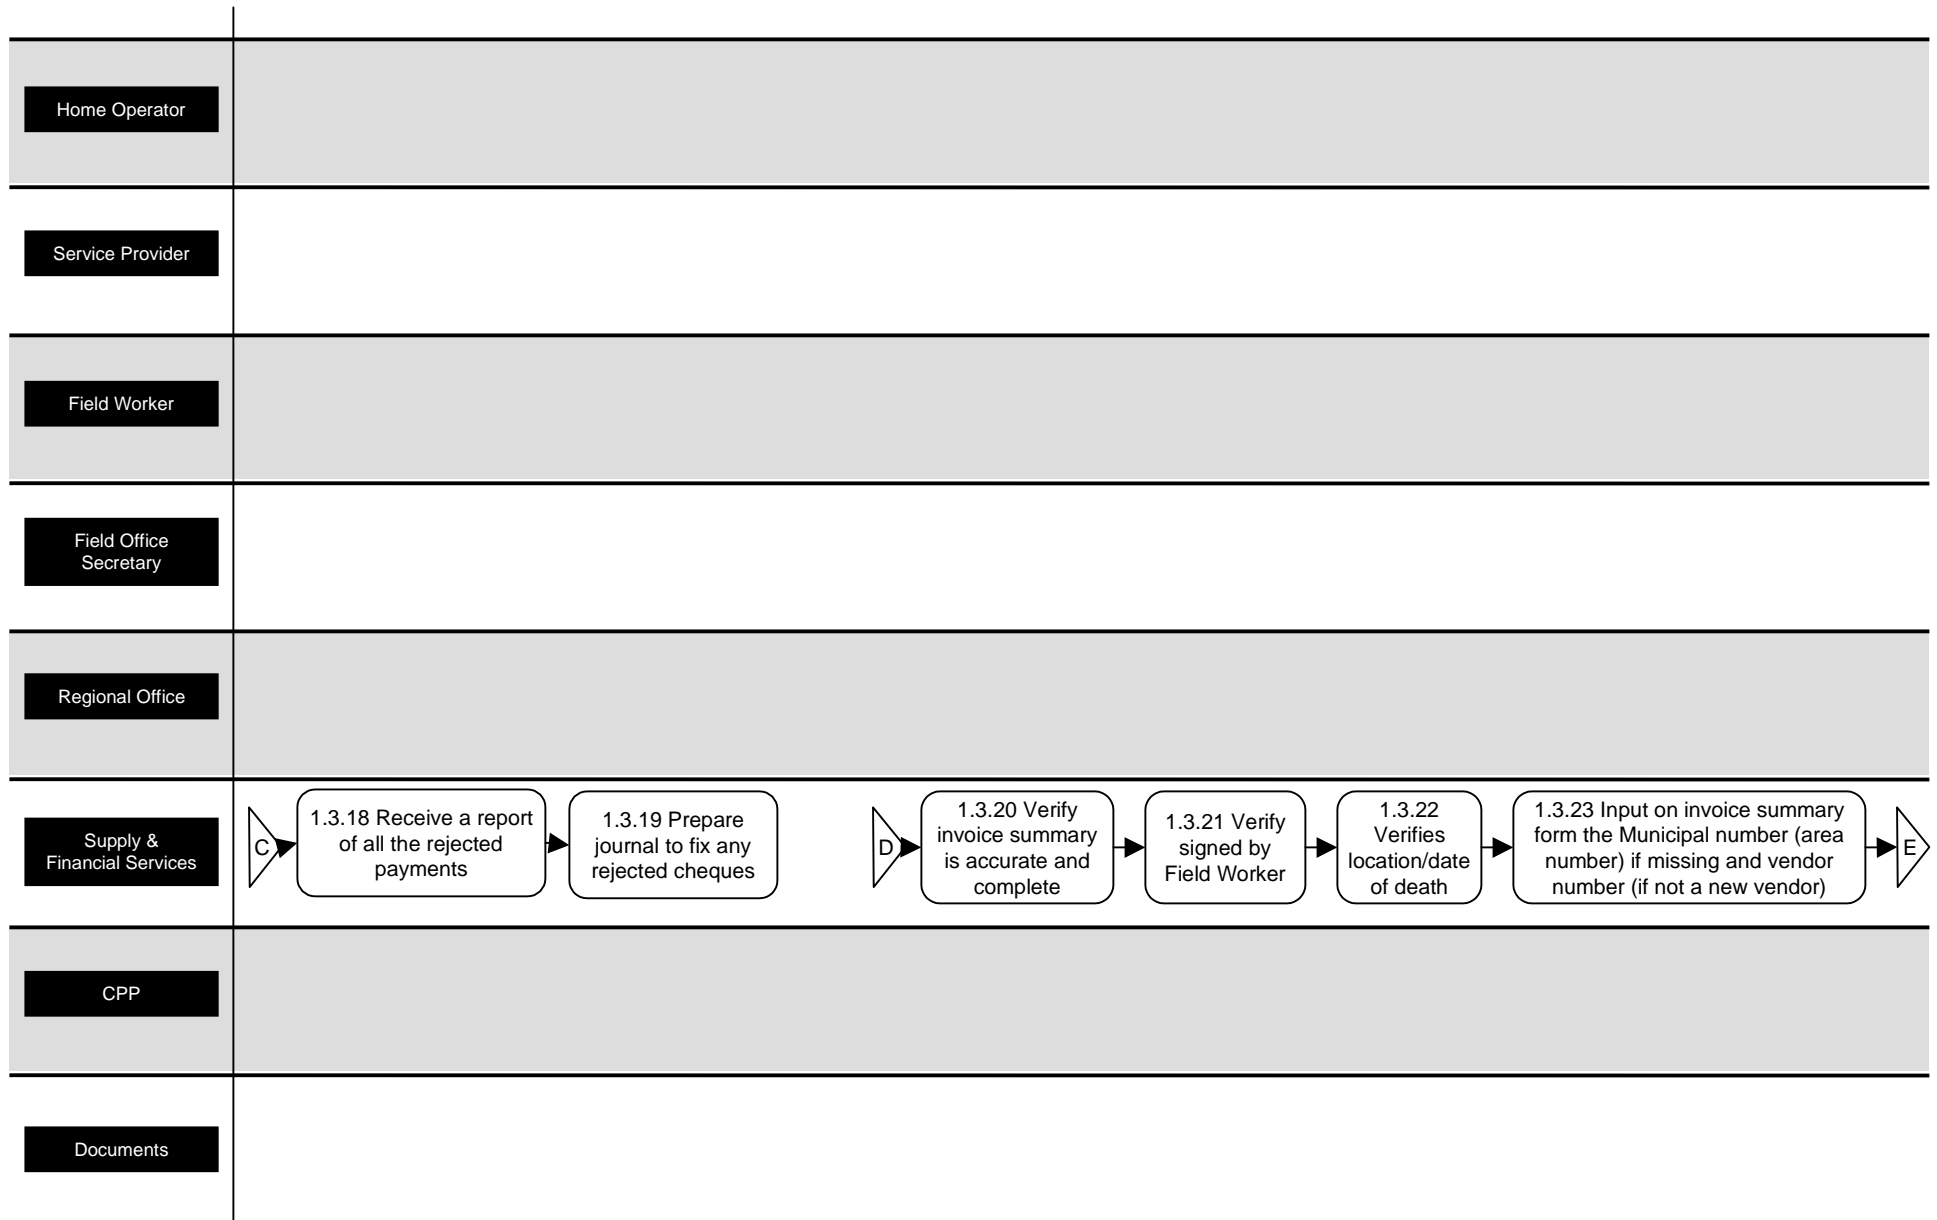 Home Operator
Service Provider
Field Worker
Field Office
Secretary
Regional Office
Supply &
Financial Services
C
1.3.18 Receive a report
of all the rejected
payments
1.3.19 Prepare
journal to fix any
rejected cheques
D
1.3.20 Verify
invoice summary
is accurate and
complete
1.3.21 Verify
signed by
Field Worker
1.3.22
Verifies
location/date
of death
1.3.23 Input on invoice summary
form the Municipal number (area
number) if missing and vendor
number (if not a new vendor)
E
CPP
Documents